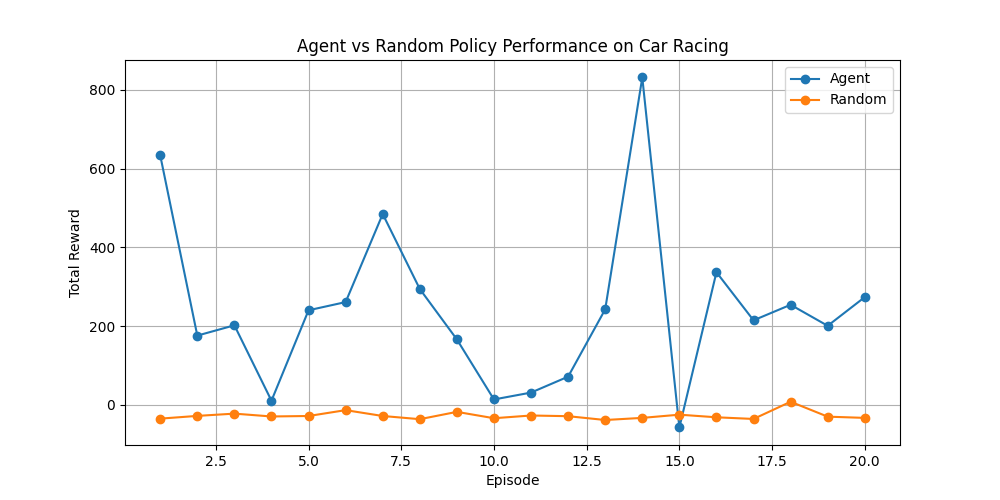 Agent vs Random Policy Performance on Car Racing
Agent
Random
Total Reward
800
600
400
200
0
2.5
5.0
7.5
10.0
12.5
15.0
17.5
20.0
Episode